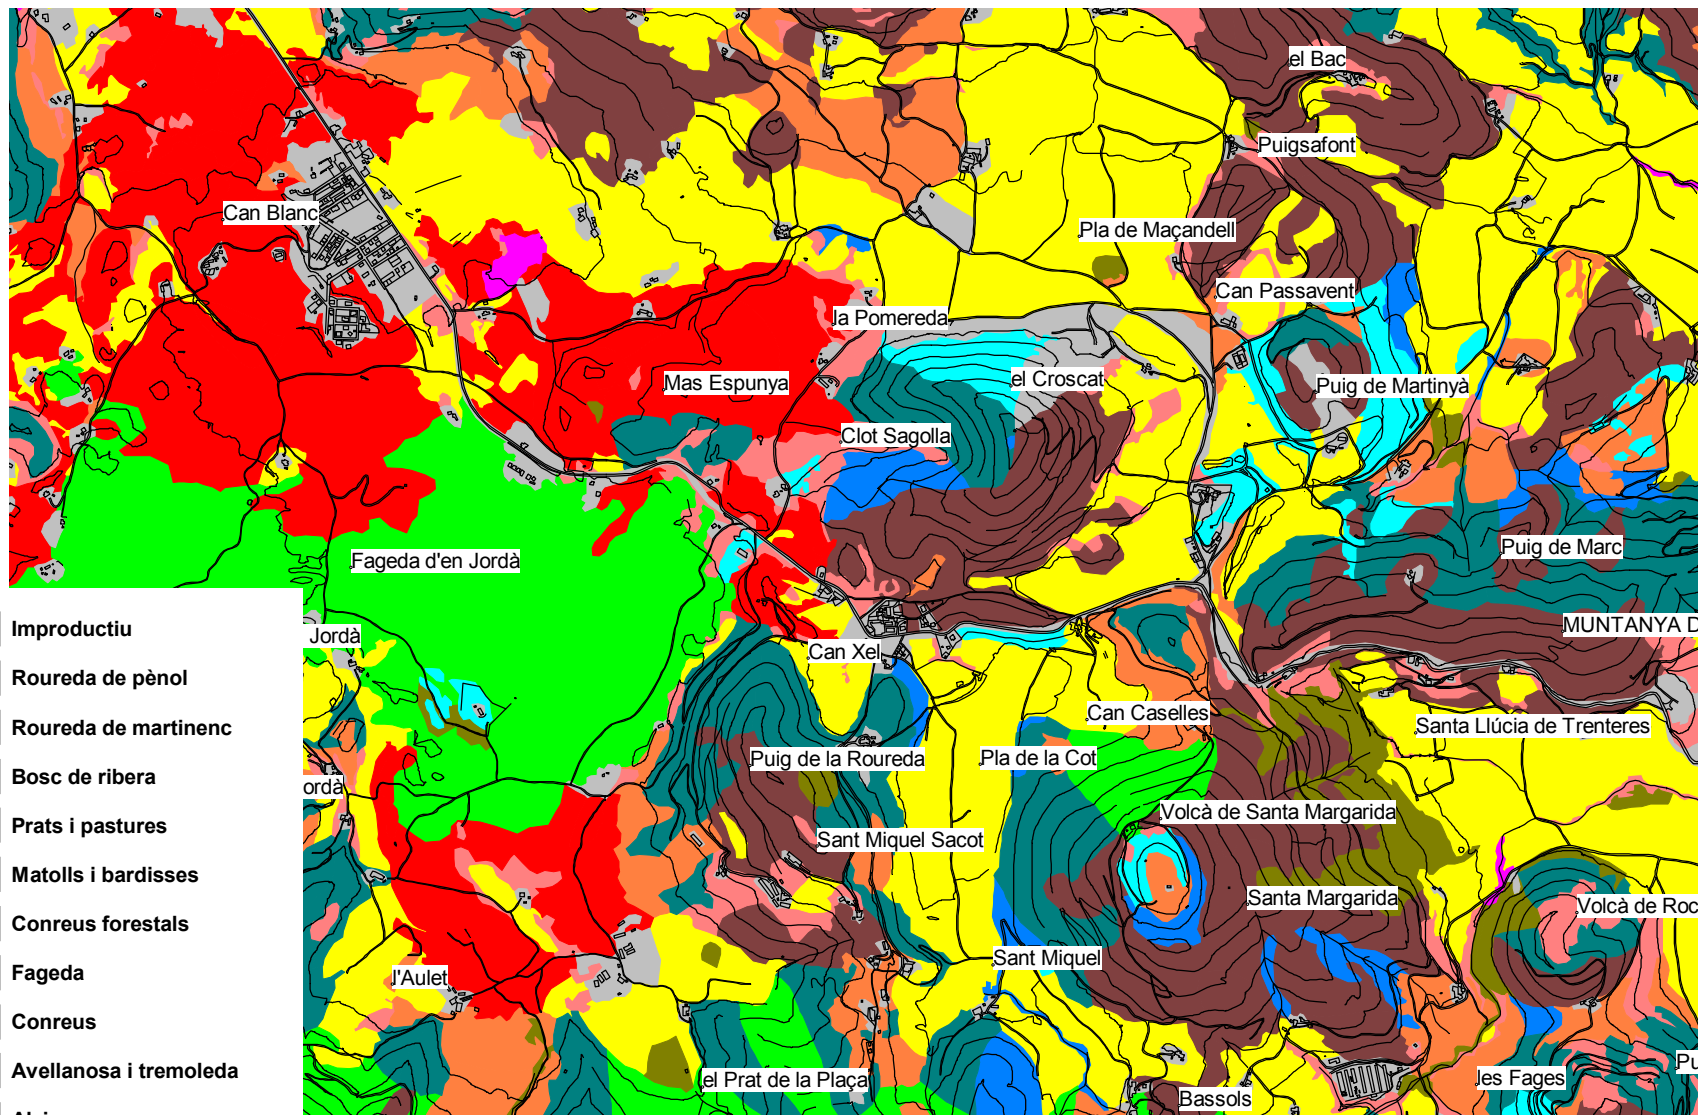 el Bac
Puigsafont
Can Blanc
Pla de Maçandell
Can Passavent
la Pomereda
Mas Espunya
el Croscat
Puig de Martinyà
Clot Sagolla
Fageda d'en Jordà
Puig de Marc
Improductiu
Jordà
MUNTANYA D
Can Xel
Roureda de pènol
Can Caselles
Santa Llúcia de Trenteres
Roureda de martinenc
Puig de la Roureda
Pla de la Cot
Bosc de ribera
ordà
Volcà de Santa Margarida
Prats i pastures
Sant Miquel Sacot
Matolls i bardisses
Santa Margarida
Volcà de Roc
Conreus forestals
Sant Miquel
Fageda
l'Aulet
Conreus
Avellanosa i tremoleda
el Prat de la Plaça
les Fages
Pu
Bassols